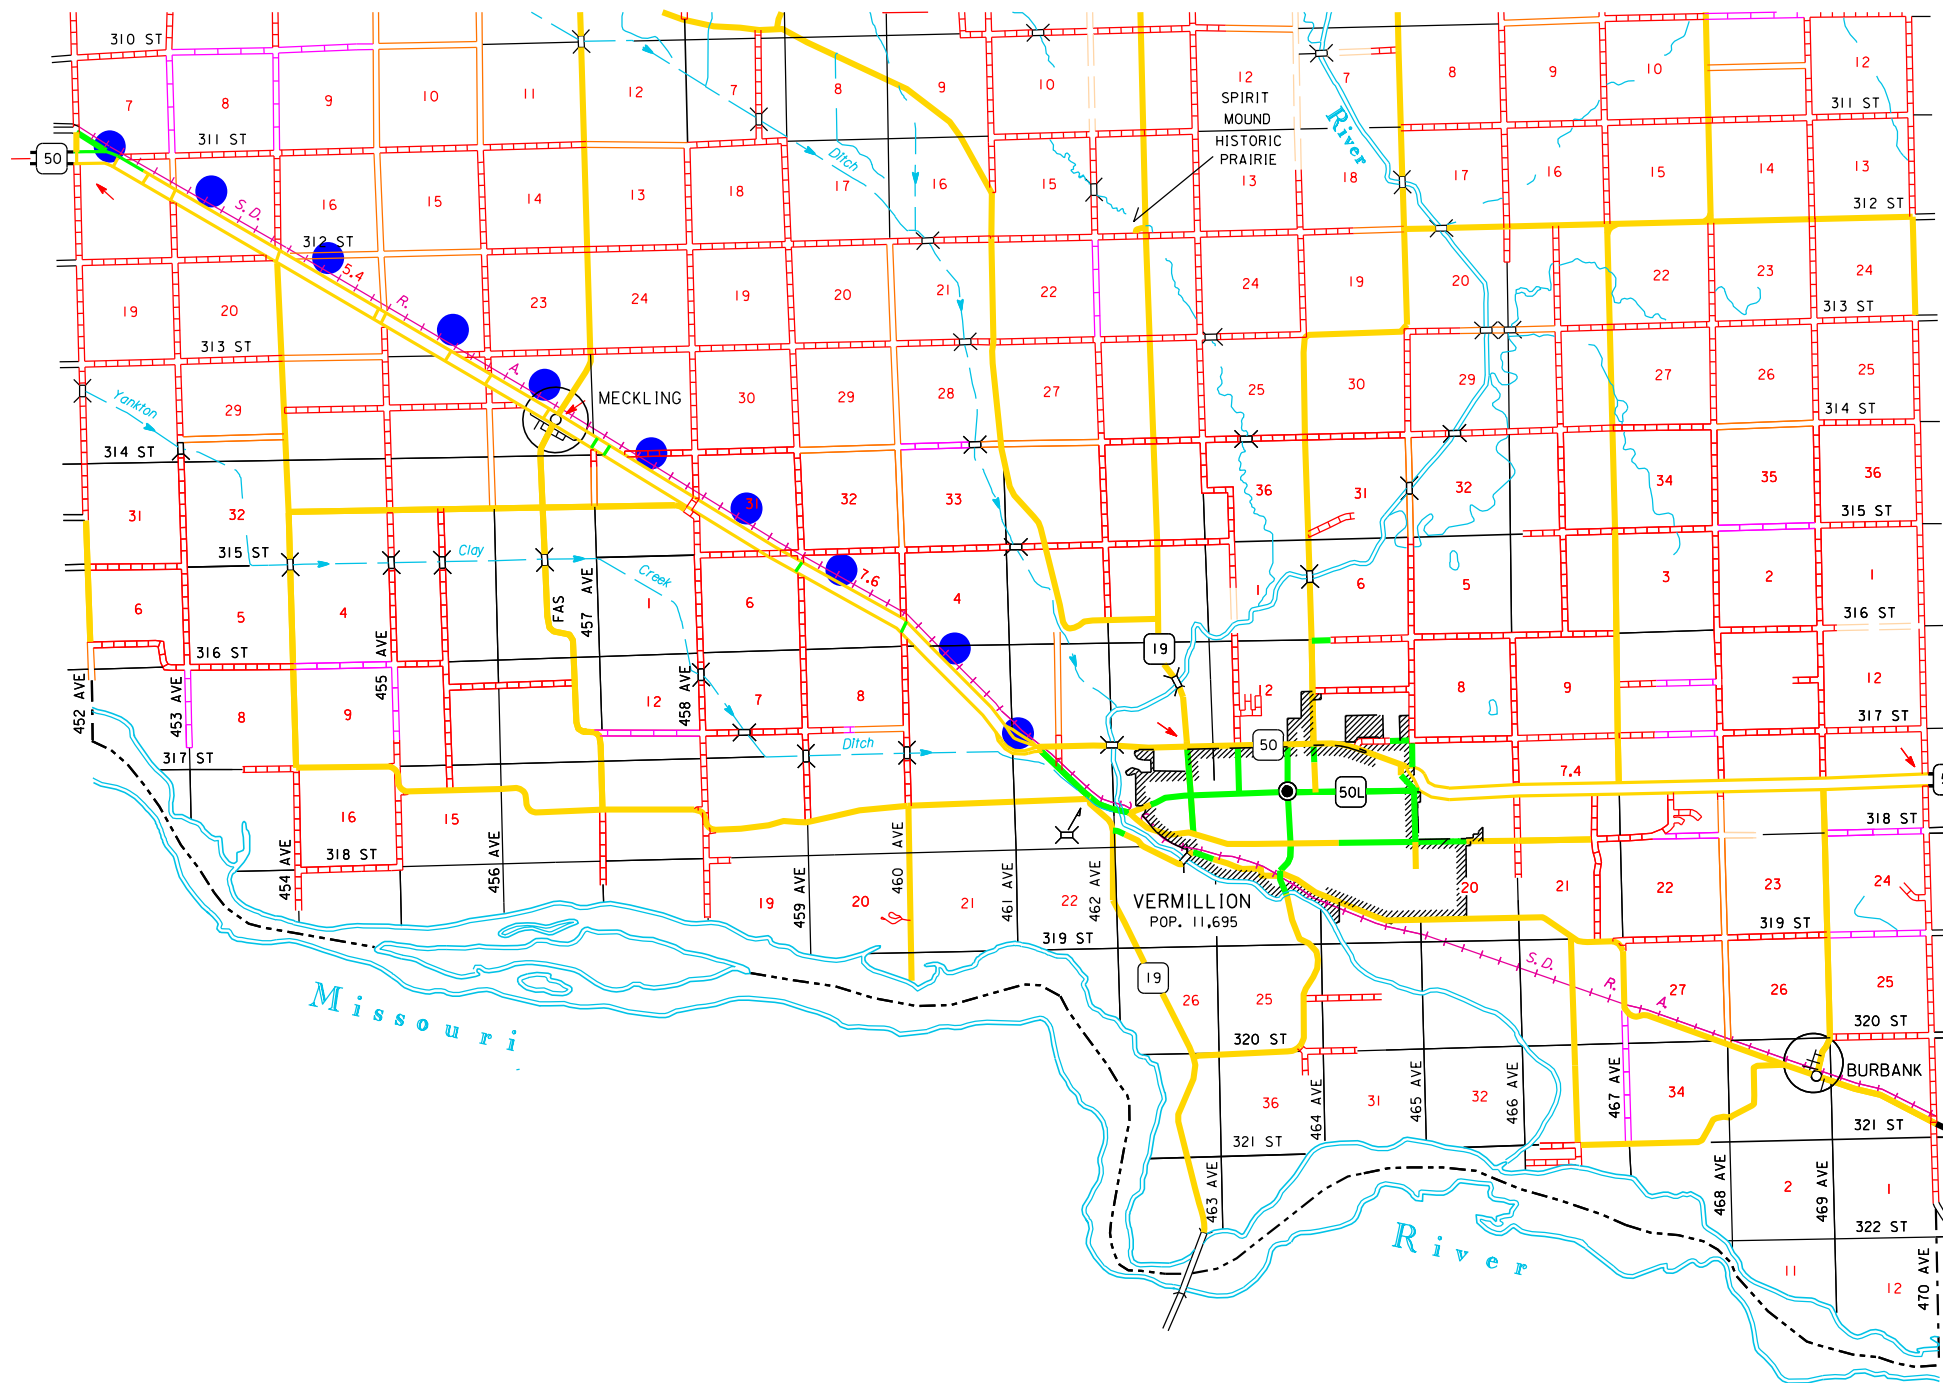 310 ST
7
8
9
10
11
12
7
8
9
10
12
7
8
9
10
12
SPIRIT
MOUND
HISTORIC
PRAIRIE
River
311 ST
311 ST
50
Ditch
S.D.
16
15
14
13
18
17
16
15
13
18
17
16
15
14
13
312 ST
312 ST
5.4
R.
19
20
23
24
19
20
21
22
24
19
20
22
23
24
313 ST
313 ST
A.
MECKLING
Yankton
29
30
29
28
27
25
30
29
27
26
25
314 ST
314 ST
31
32
31
32
33
36
31
32
34
35
36
315 ST
315 ST
Clay
Creek
7.6
6
5
4
FAS
457 AVE
1
6
4
1
6
5
3
2
1
316 ST
316 ST
455 AVE
19
452 AVE
453 AVE
8
9
12
458 AVE
7
8
12
8
9
12
317 ST
317 ST
Ditch
50
7.4
50L
16
15
318 ST
318 ST
454 AVE
456 AVE
459 AVE
460 AVE
461 AVE
462 AVE
19
20
21
22
VERMILLION
POP. 11,695
20
21
22
23
24
319 ST
319 ST
S.D.
R.
A.
19
26
25
27
26
25
Missouri
320 ST
320 ST
BURBANK
36
31
32
34
464 AVE
465 AVE
466 AVE
467 AVE
321 ST
321 ST
463 AVE
468 AVE
469 AVE
2
1
322 ST
River
11
12
470 AVE